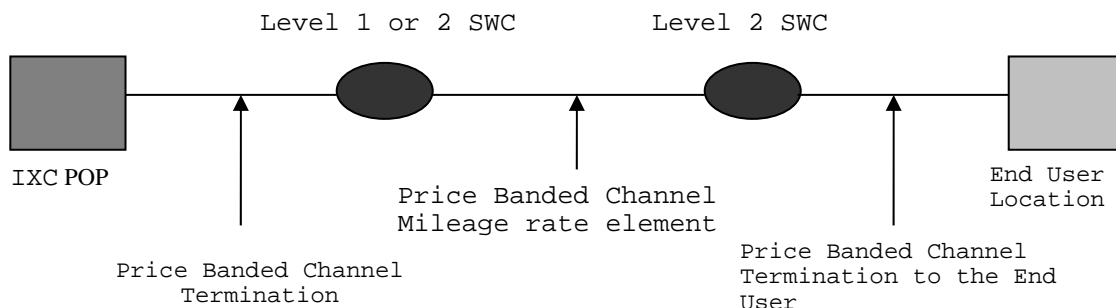 Level 1 or 2 SWC
Level 2 SWC
IXC POP
Price Banded Channel
Mileage rate element
End User
Location
Price Banded Channel
Termination
Price Banded Channel
Termination to the End
User